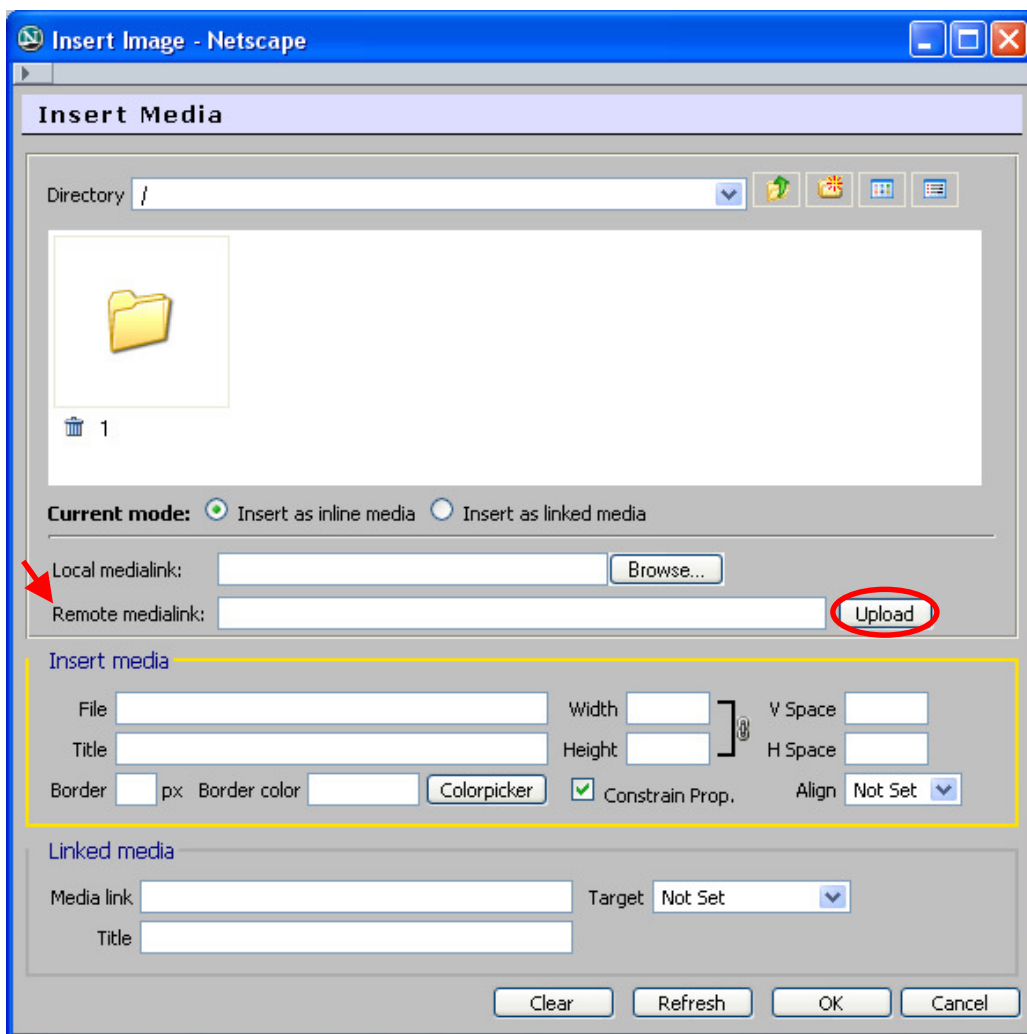 Insert Image - Netscape
Insert Media
Directory /
1
Current mode: Insert as inline media Insert as linked media
Local medialink: Browse...
Remote medialink: Upload
Insert media
File Width V Space
Title Height H Space
Border px Border color Colorpicker Constrain Prop. Align Not Set
Linked media
Media link Target Not Set
Title
Clear Refresh OK Cancel